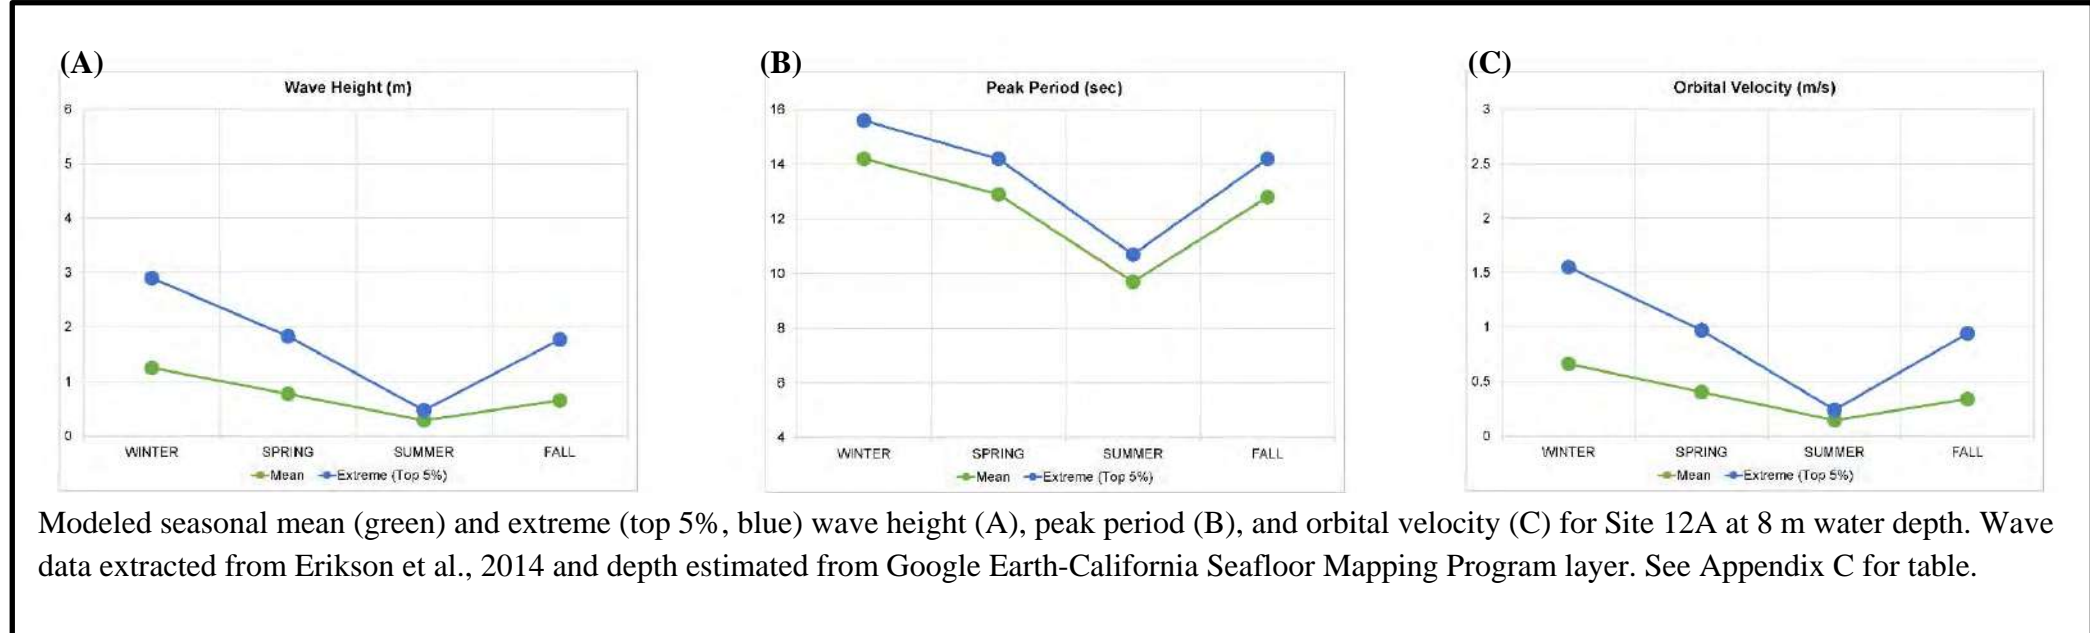 (A)
Wave Height (m)
6
5
4
3
2
1
0
WINTER SPRING SUMMER FALL
Mean Extreme (Top 5%)
(B)
Peak Period (sec)
16
14
12
10
8
6
4
WINTER SPRING SUMMER FALL
Mean Extreme (Top 5%)
(C)
Orbital Velocity (m/s)
3
2.5
2
1.5
1
0.5
0
WINTER SPRING SUMMER FALL
Mean Extreme (Top 5%)
Modeled seasonal mean (green) and extreme (top 5%, blue) wave height (A), peak period (B), and orbital velocity (C) for Site 12A at 8 m water depth. Wave
data extracted from Erikson et al., 2014 and depth estimated from Google Earth-California Seafloor Mapping Program layer. See Appendix C for table.